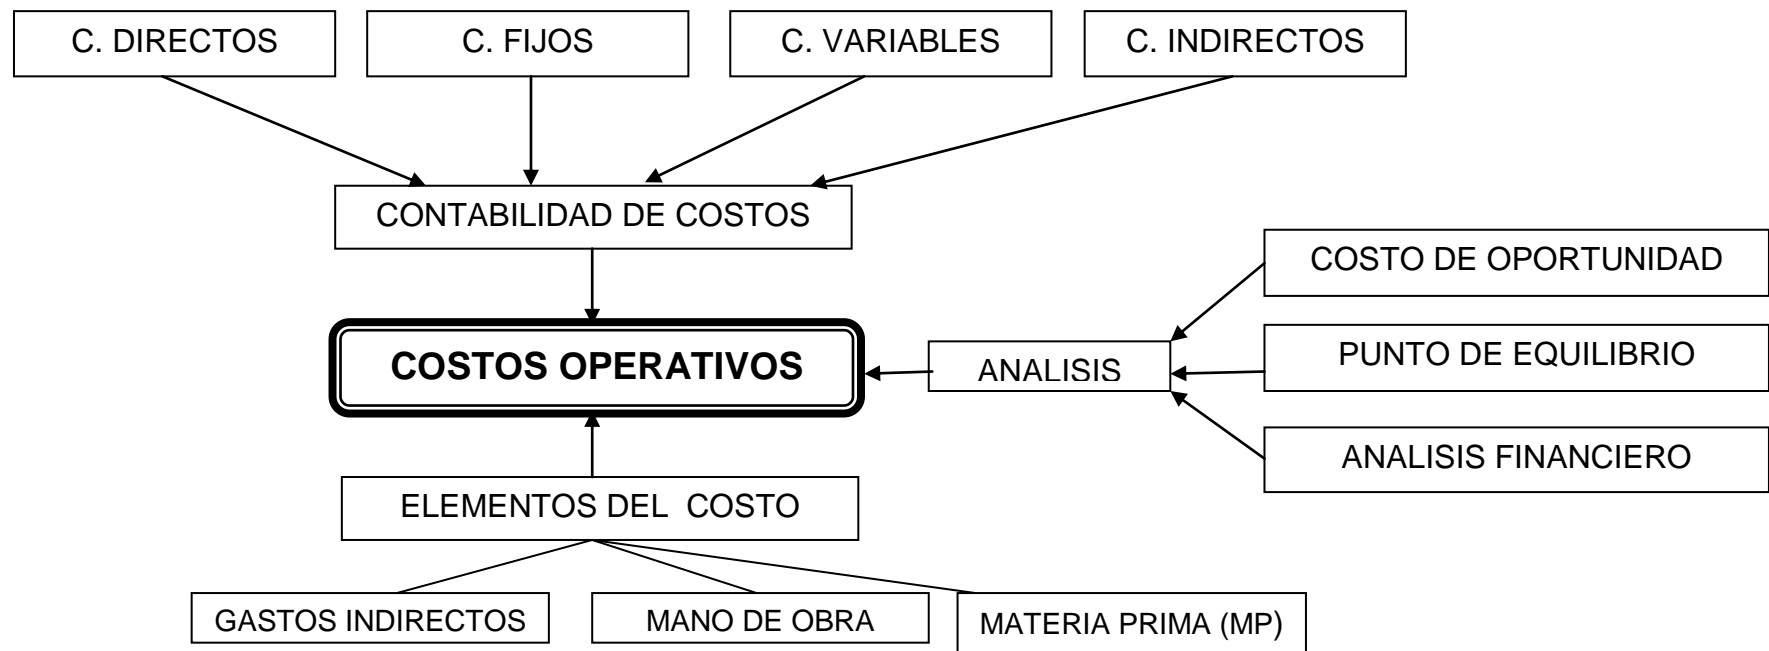 C. DIRECTOS
C. FIJOS
C. VARIABLES
C. INDIRECTOS
CONTABILIDAD DE COSTOS
COSTO DE OPORTUNIDAD
COSTOS OPERATIVOS
ANALISIS
PUNTO DE EQUILIBRIO
ANALISIS FINANCIERO
ELEMENTOS DEL COSTO
GASTOS INDIRECTOS
MANO DE OBRA
MATERIA PRIMA (MP)